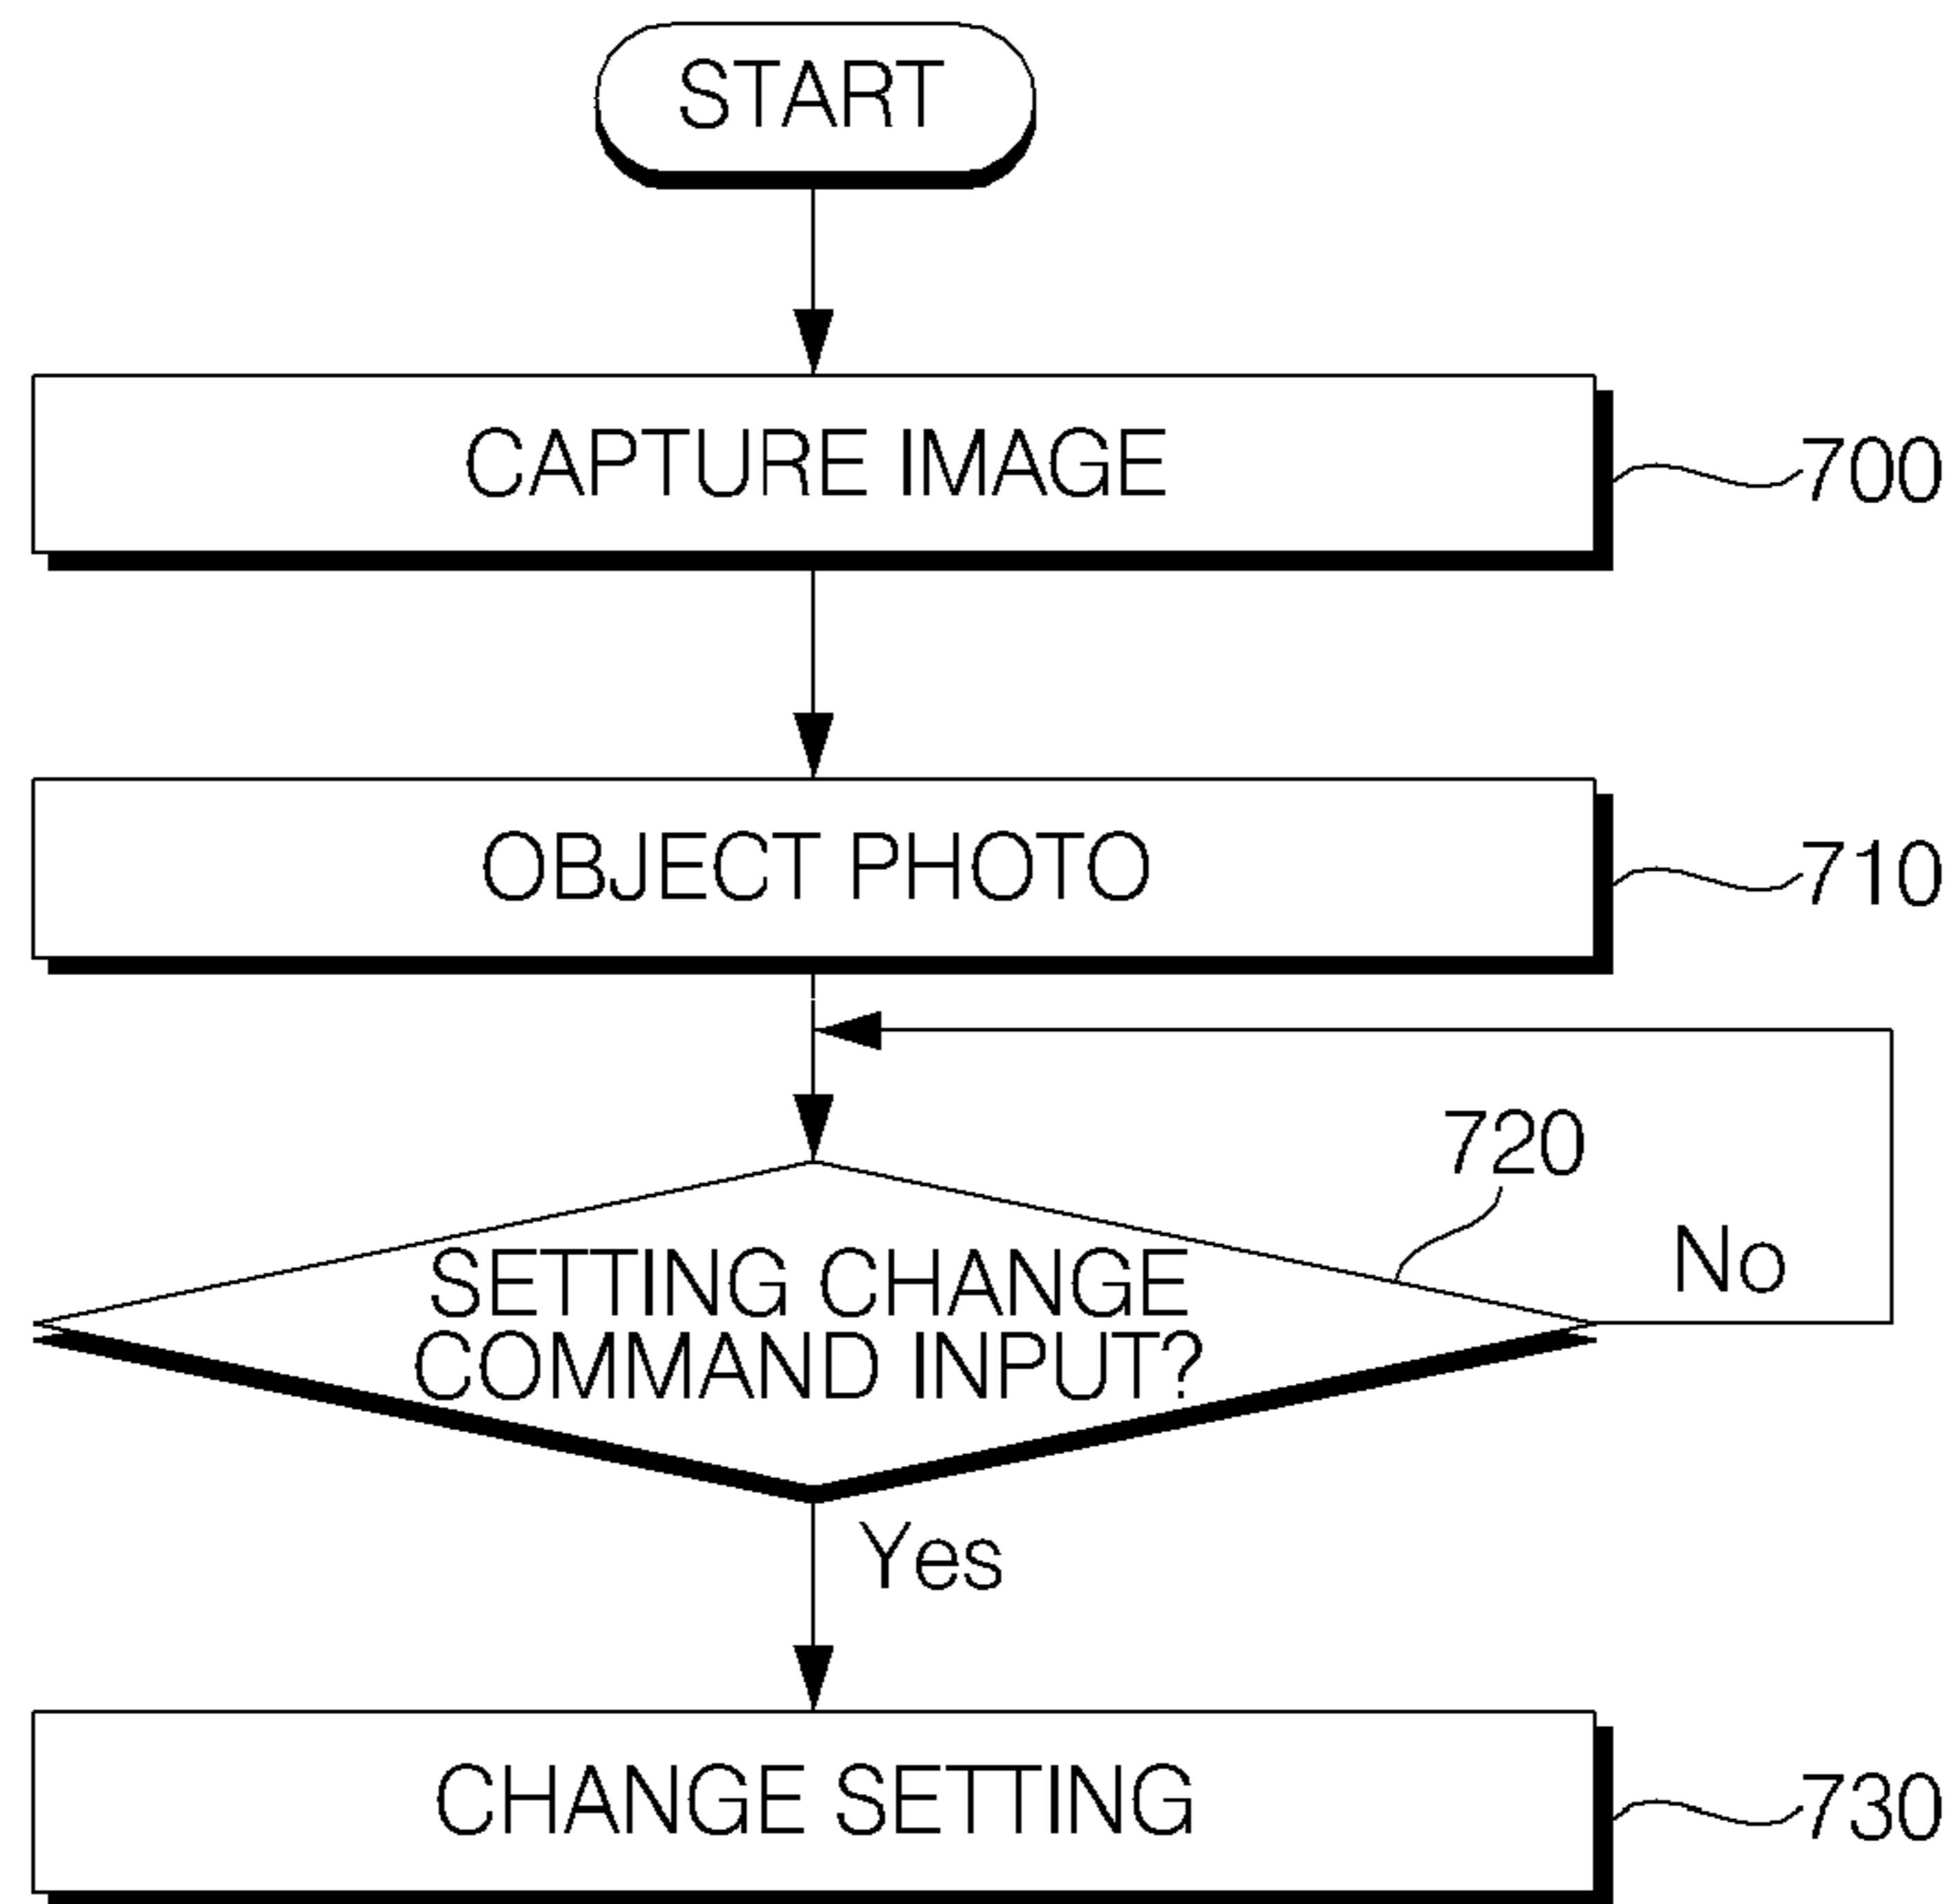 START
CAPTURE IMAGE
700
OBJECT PHOTO
710
720
No
SETTING CHANGE
COMMAND INPUT?
Yes
CHANGE SETTING
730